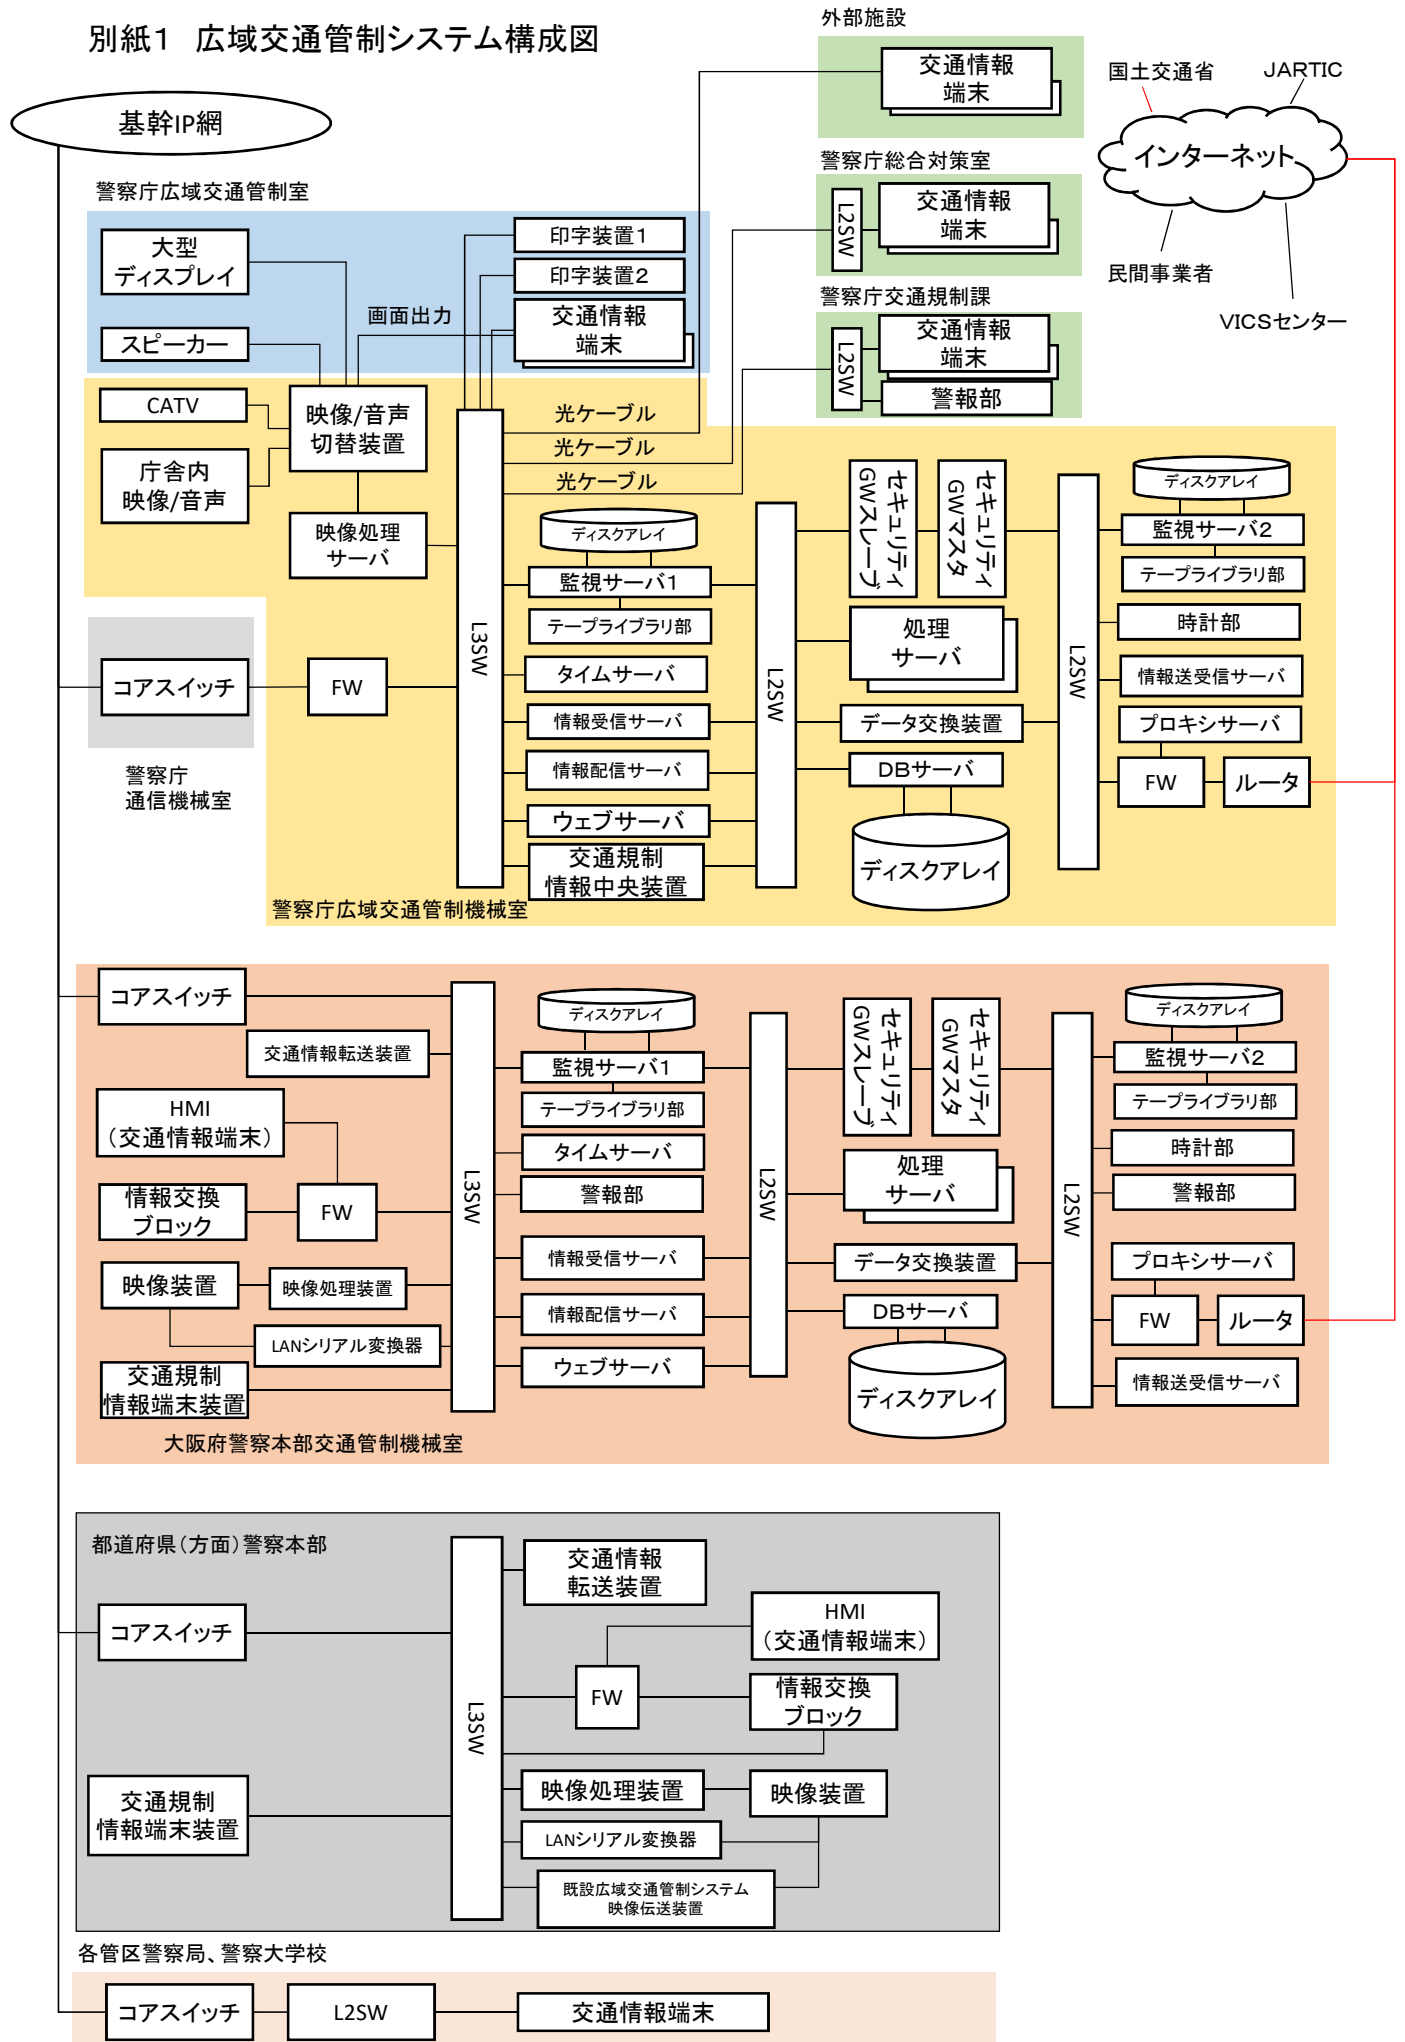 別紙1 広域交通管制システム構成図
基幹IP網
外部施設
交通情報
端末
国土交通省
JARTIC
インターネット
民間事業者
VICSセンター
警察庁総合対策室
L2SW
交通情報
端末
警察庁交通規制課
L2SW
交通情報
端末
警報部
警察庁広域交通管制室
大型
ディスプレイ
スピーカー
画面出力
印字装置1
印字装置2
交通情報
端末
CATV
庁舎内
映像/音声
映像/音声
切替装置
映像処理
サーバ
光ケーブル
光ケーブル
光ケーブル
L3SW
ディスクアレイ
監視サーバ1
テープライブラリ部
タイムサーバ
情報受信サーバ
情報配信サーバ
ウェブサーバ
交通規制
情報中央装置
L2SW
セキュリティ
GWスレーブ
セキュリティ
GWマスタ
処理
サーバ
データ交換装置
DBサーバ
ディスクアレイ
L2SW
ディスクアレイ
監視サーバ2
テープライブラリ部
時計部
情報送受信サーバ
プロキシサーバ
FW
ルータ
コアスイッチ
FW
警察庁
通信機械室
警察庁広域交通管制機械室
コアスイッチ
交通情報転送装置
HMI
(交通情報端末)
情報交換
ブロック
FW
映像装置
映像処理装置
LANシリアル変換器
交通規制
情報端末装置
L3SW
ディスクアレイ
監視サーバ1
テープライブラリ部
タイムサーバ
警報部
情報受信サーバ
情報配信サーバ
ウェブサーバ
L2SW
セキュリティ
GWスレーブ
セキュリティ
GWマスタ
処理
サーバ
データ交換装置
DBサーバ
ディスクアレイ
L2SW
ディスクアレイ
監視サーバ2
テープライブラリ部
時計部
警報部
プロキシサーバ
FW
ルータ
情報送受信サーバ
大阪府警察本部交通管制機械室
都道府県(方面)警察本部
コアスイッチ
交通規制
情報端末装置
L3SW
交通情報
転送装置
HMI
(交通情報端末)
FW
情報交換
ブロック
映像処理装置
映像装置
LANシリアル変換器
既設広域交通管制システム
映像伝送装置
各管区警察局、警察大学校
コアスイッチ
L2SW
交通情報端末